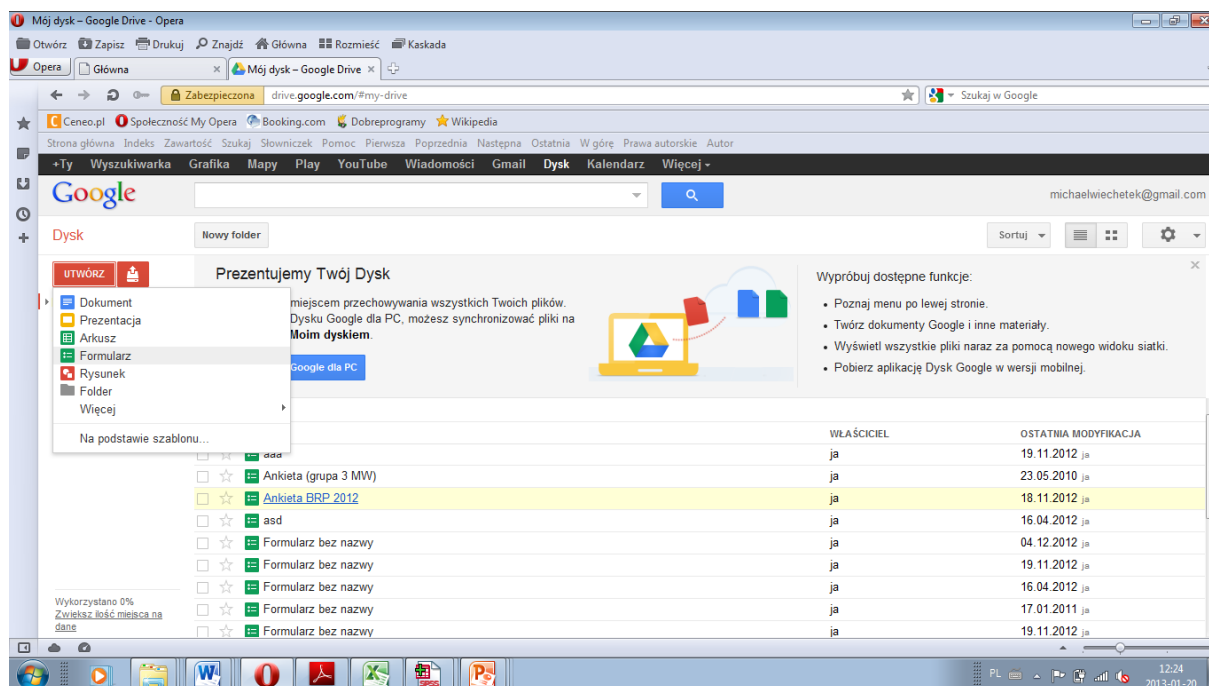 Mój dysk – Google Drive - Opera
Otwórz Zapisz Drukuj Znajdź Główna Rozmieść Kaskada
Opera Główna Mój dysk – Google Drive
Zabezpieczona drive.google.com/#my-drive Szukaj w Google
Ceneo.pl Społeczność My Opera Booking.com Dobreprogramy Wikipedia
Strona główna Indeks Zawartość Szukaj Słowniczek Pomoc Pierwsza Poprzednia Następna Ostatnia W górę Prawa autorskie Autor
+Ty Wyszukiwarka Grafika Mapy Play YouTube Wiadomości Gmail Dysk Kalendarz Więcej
Google michaelwiechetek@gmail.com
Dysk Nowy folder Sortuj
UTWÓRZ
Dokument
Prezentacja
Arkusz
Formularz
Rysunek
Folder
Więcej
Na podstawie szablonu...
Prezentujemy Twój Dysk
miejscem przechowywania wszystkich Twoich plików.
Dysku Google dla PC, możesz synchronizować pliki na
Moim dyskiem.
Google dla PC
Wypróbuj dostępne funkcje:
• Poznaj menu po lewej stronie.
• Twórz dokumenty Google i inne materiały.
• Wyświetl wszystkie pliki naraz za pomocą nowego widoku siatki.
• Pobierz aplikację Dysk Google w wersji mobilnej.
WŁAŚCICIEL OSTATNIA MODYFIKACJA
aaa ja 19.11.2012 ja
Ankieta (grupa 3 MW) ja 23.05.2010 ja
Ankieta BRP 2012 ja 18.11.2012 ja
asd ja 16.04.2012 ja
Formularz bez nazwy ja 04.12.2012 ja
Formularz bez nazwy ja 19.11.2012 ja
Formularz bez nazwy ja 16.04.2012 ja
Formularz bez nazwy ja 17.01.2011 ja
Formularz bez nazwy ja 19.11.2012 ja
Wykorzystano 0%
Zwiększ ilość miejsca na
dane
SPSS
PL 12:24
2013-01-20